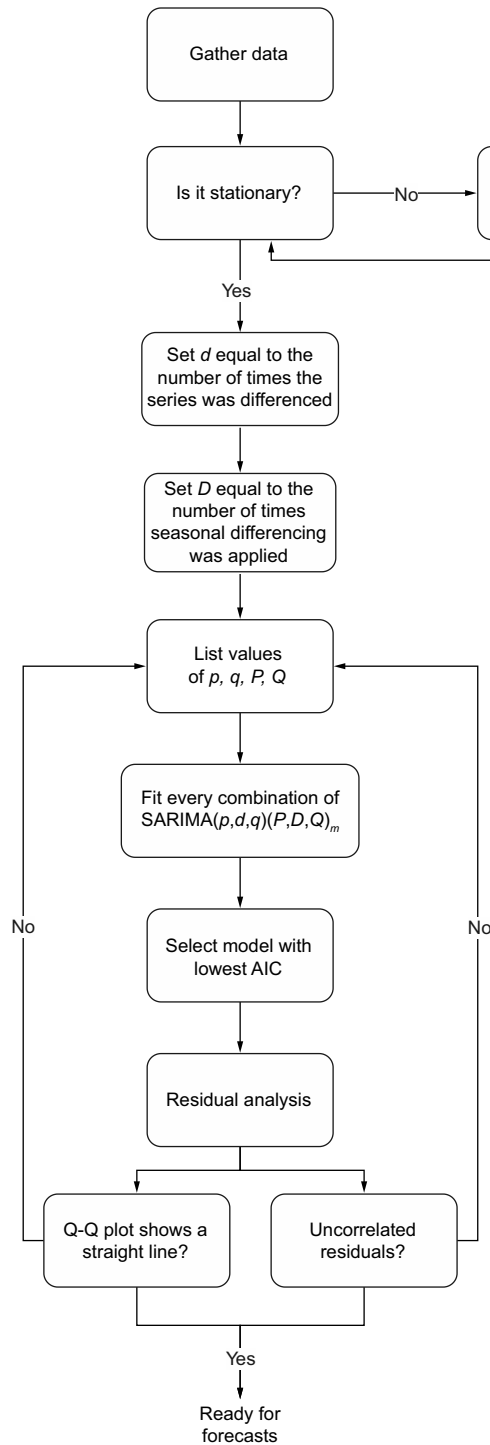 Gather data
Is it stationary?
No
Yes
Set d equal to the
number of times the
series was differenced
Set D equal to the
number of times
seasonal differencing
was applied
List values
of p, q, P, Q
Fit every combination of
SARIMA(p,d,q)(P,D,Q)m
No
No
Select model with
lowest AIC
Residual analysis
Q-Q plot shows a
straight line?
Uncorrelated
residuals?
Yes
Ready for
forecasts